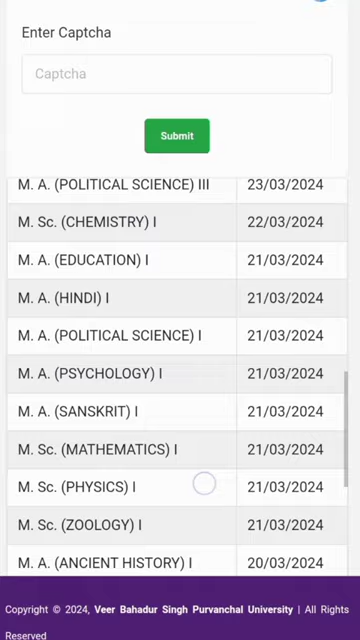 Enter Captcha
Captcha
Submit
M. A. (POLITICAL SCIENCE) III 23/03/2024
M. Sc. (CHEMISTRY) I 22/03/2024
M. A. (EDUCATION) I 21/03/2024
M. A. (HINDI) I 21/03/2024
M. A. (POLITICAL SCIENCE) I 21/03/2024
M. A. (PSYCHOLOGY) I 21/03/2024
M. A. (SANSKRIT) I 21/03/2024
M. Sc. (MATHEMATICS) I 21/03/2024
M. Sc. (PHYSICS) I 21/03/2024
M. Sc. (ZOOLOGY) I 21/03/2024
M. A. (ANCIENT HISTORY) I 20/03/2024
Copyright © 2024, Veer Bahadur Singh Purvanchal University | All Rights
Reserved